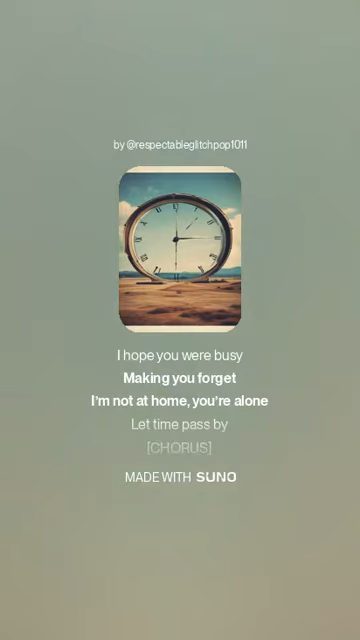 by @respectableglitchpop1011
I hope you were busy
Making you forget
I'm not at home, you're alone
Let time pass by
[CHORUS]
MADE WITH SUNO